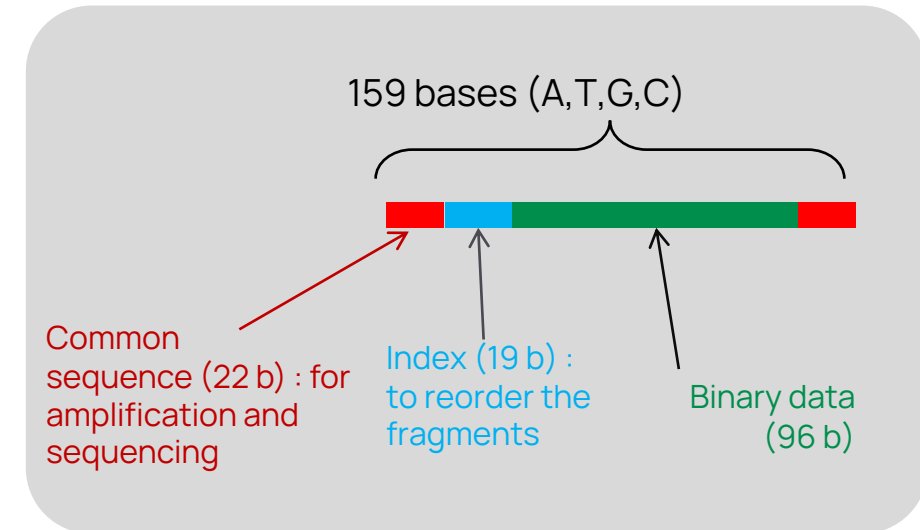 159 bases (A,T,G,C)
Common
sequence (22 b) : for
amplification and
sequencing
Index (19 b) :
to reorder the
fragments
Binary data
(96 b)